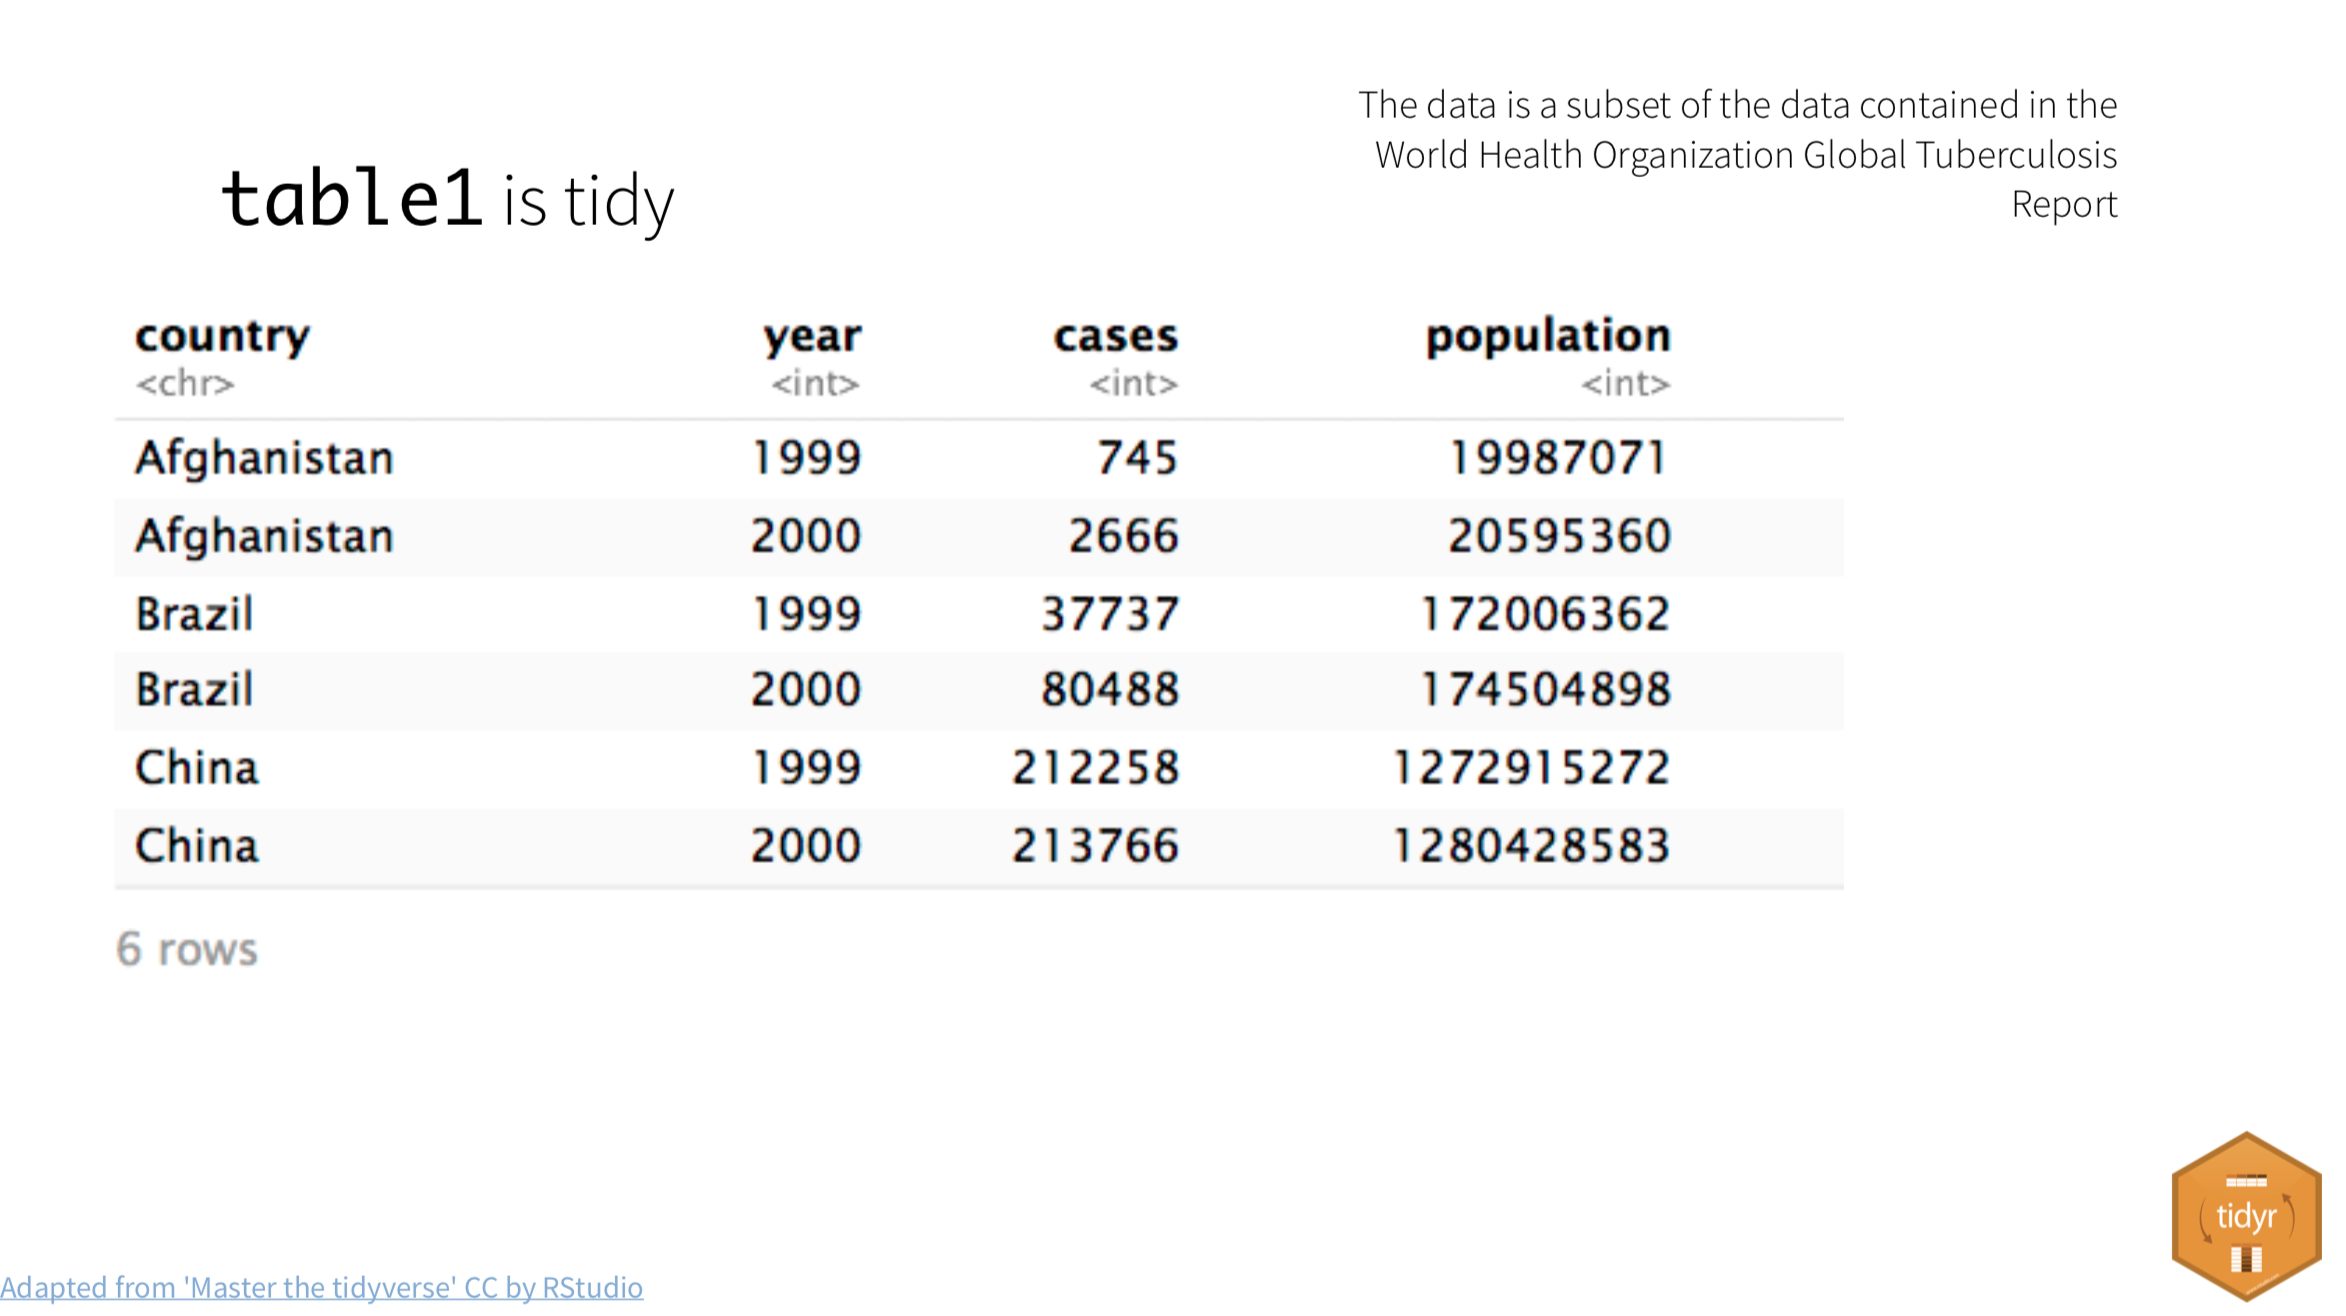 The data is a subset of the data contained in the
World Health Organization Global Tuberculosis
Report
table1 is tidy
country year cases population
<chr> <int> <int> <int>
Afghanistan 1999 745 19987071
Afghanistan 2000 2666 20595360
Brazil 1999 37737 172006362
Brazil 2000 80488 174504898
China 1999 212258 1272915272
China 2000 213766 1280428583
6 rows
tidyr
Adapted from 'Master the tidyverse' CC by RStudio